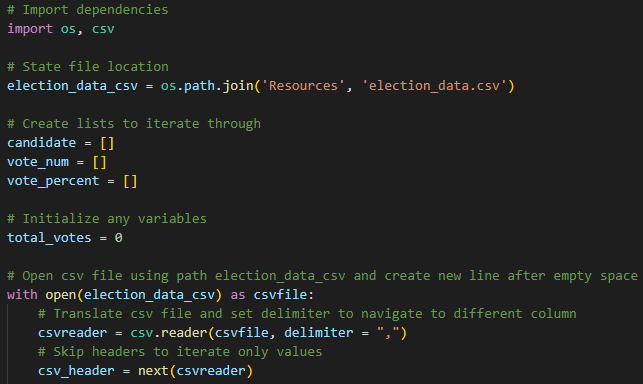 # Import dependencies
import os, csv

# State file location
election_data_csv = os.path.join('Resources', 'election_data.csv')

# Create lists to iterate through
candidate = []
vote_num = []
vote_percent = []

# Initialize any variables
total_votes = 0

# Open csv file using path election_data_csv and create new line after empty space
with open(election_data_csv) as csvfile:
    # Translate csv file and set delimiter to navigate to different column
    csvreader = csv.reader(csvfile, delimiter = ",")
    # Skip headers to iterate only values
    csv_header = next(csvreader)